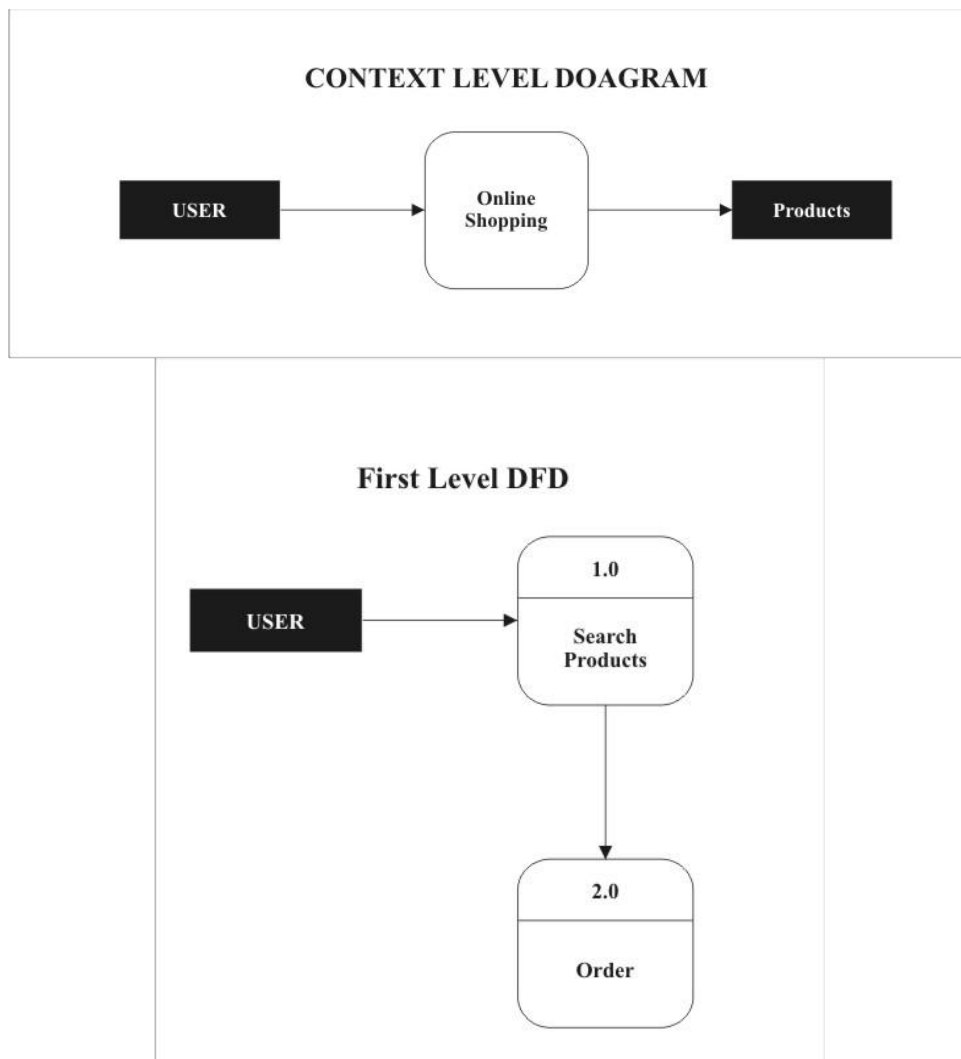 CONTEXT LEVEL DOAGRAM
USER
Online
Shopping
Products
First Level DFD
USER
1.0
Search
Products
2.0
Order